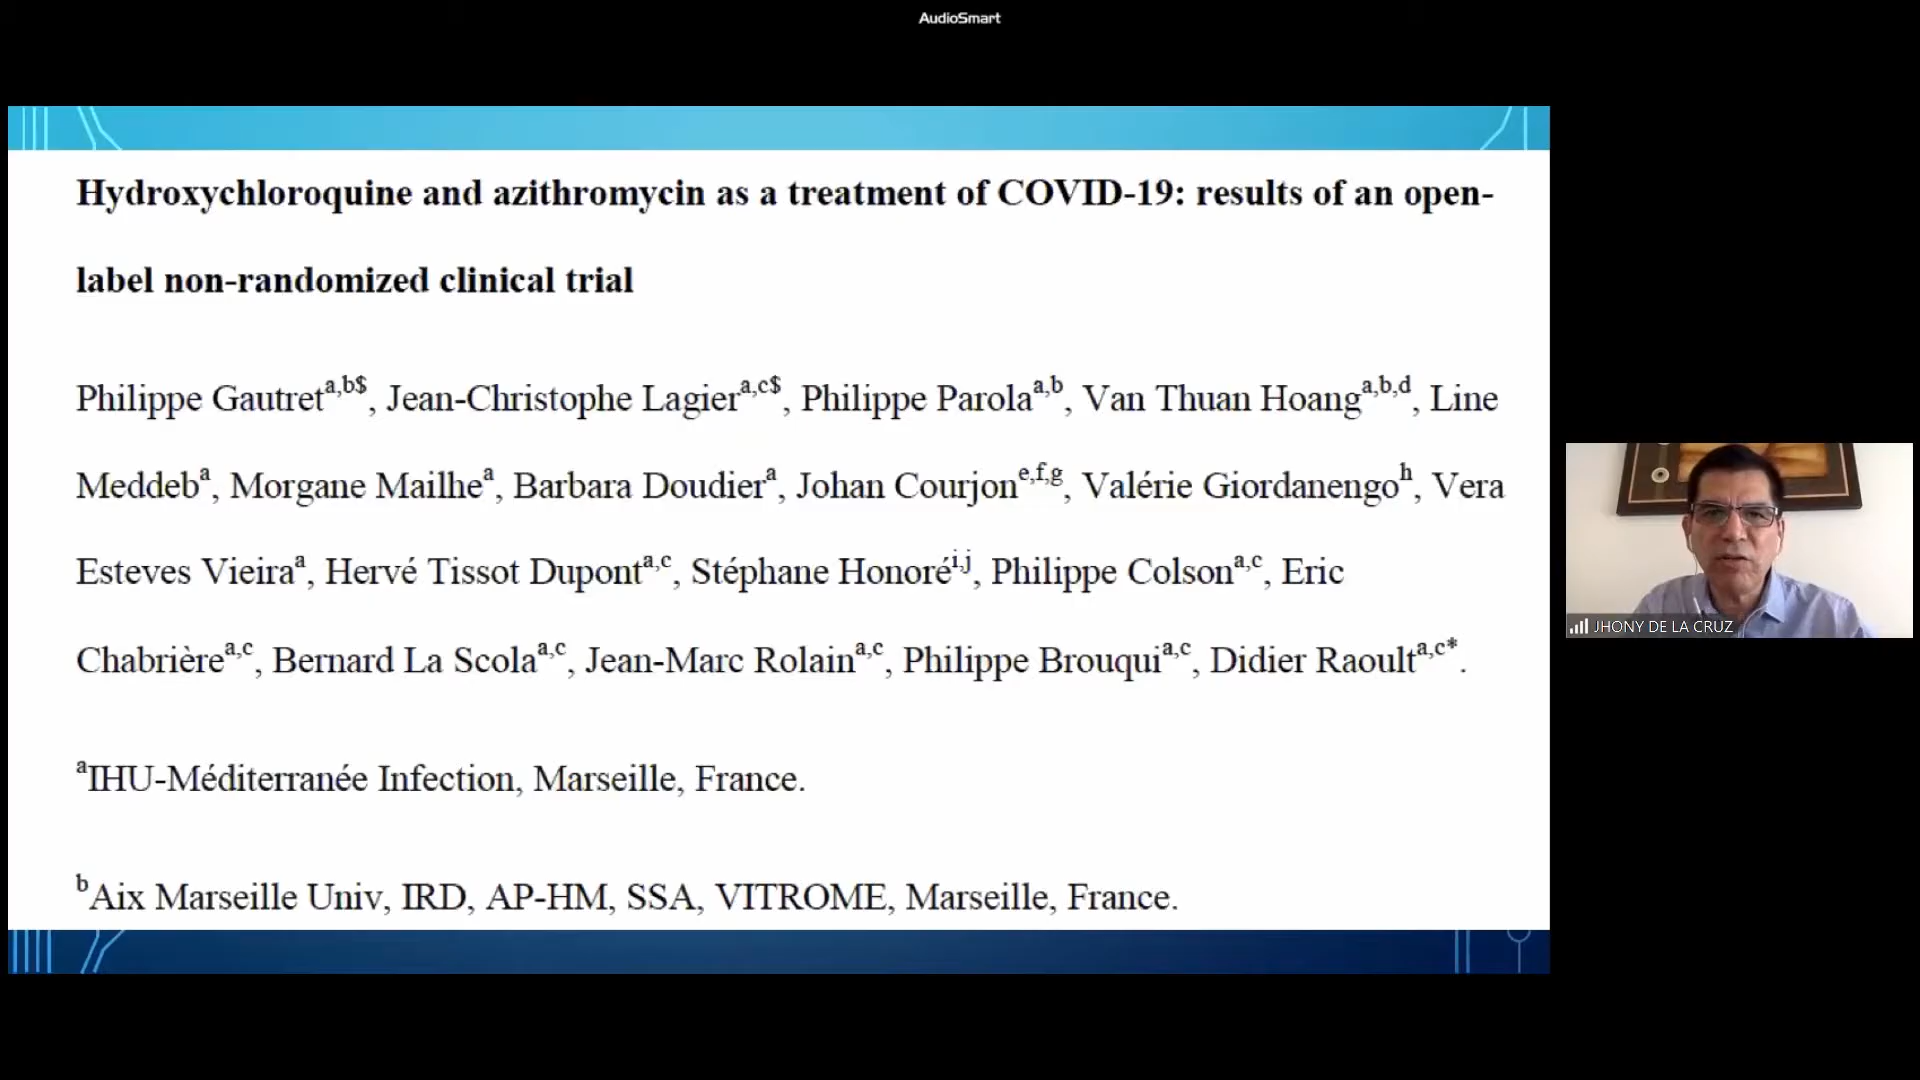 AudioSmart
Hydroxychloroquine and azithromycin as a treatment of COVID-19: results of an open-
label non-randomized clinical trial
Philippe Gautret^a,b$, Jean-Christophe Lagier^a,c$, Philippe Parola^a,b, Van Thuan Hoang^a,b,d, Line
Meddeb^a, Morgane Mailhe^a, Barbara Doudier^a, Johan Courjon^e,f,g, Valérie Giordanengo^h, Vera
Esteves Vieira^a, Hervé Tissot Dupont^a,c, Stéphane Honoré^i,j, Philippe Colson^a,c, Eric
Chabrière^a,c, Bernard La Scola^a,c, Jean-Marc Rolain^a,c, Philippe Brouqui^a,c, Didier Raoult^a,c*.
^aIHU-Méditerranée Infection, Marseille, France.
^bAix Marseille Univ, IRD, AP-HM, SSA, VITROME, Marseille, France.
JHONY DE LA CRUZ